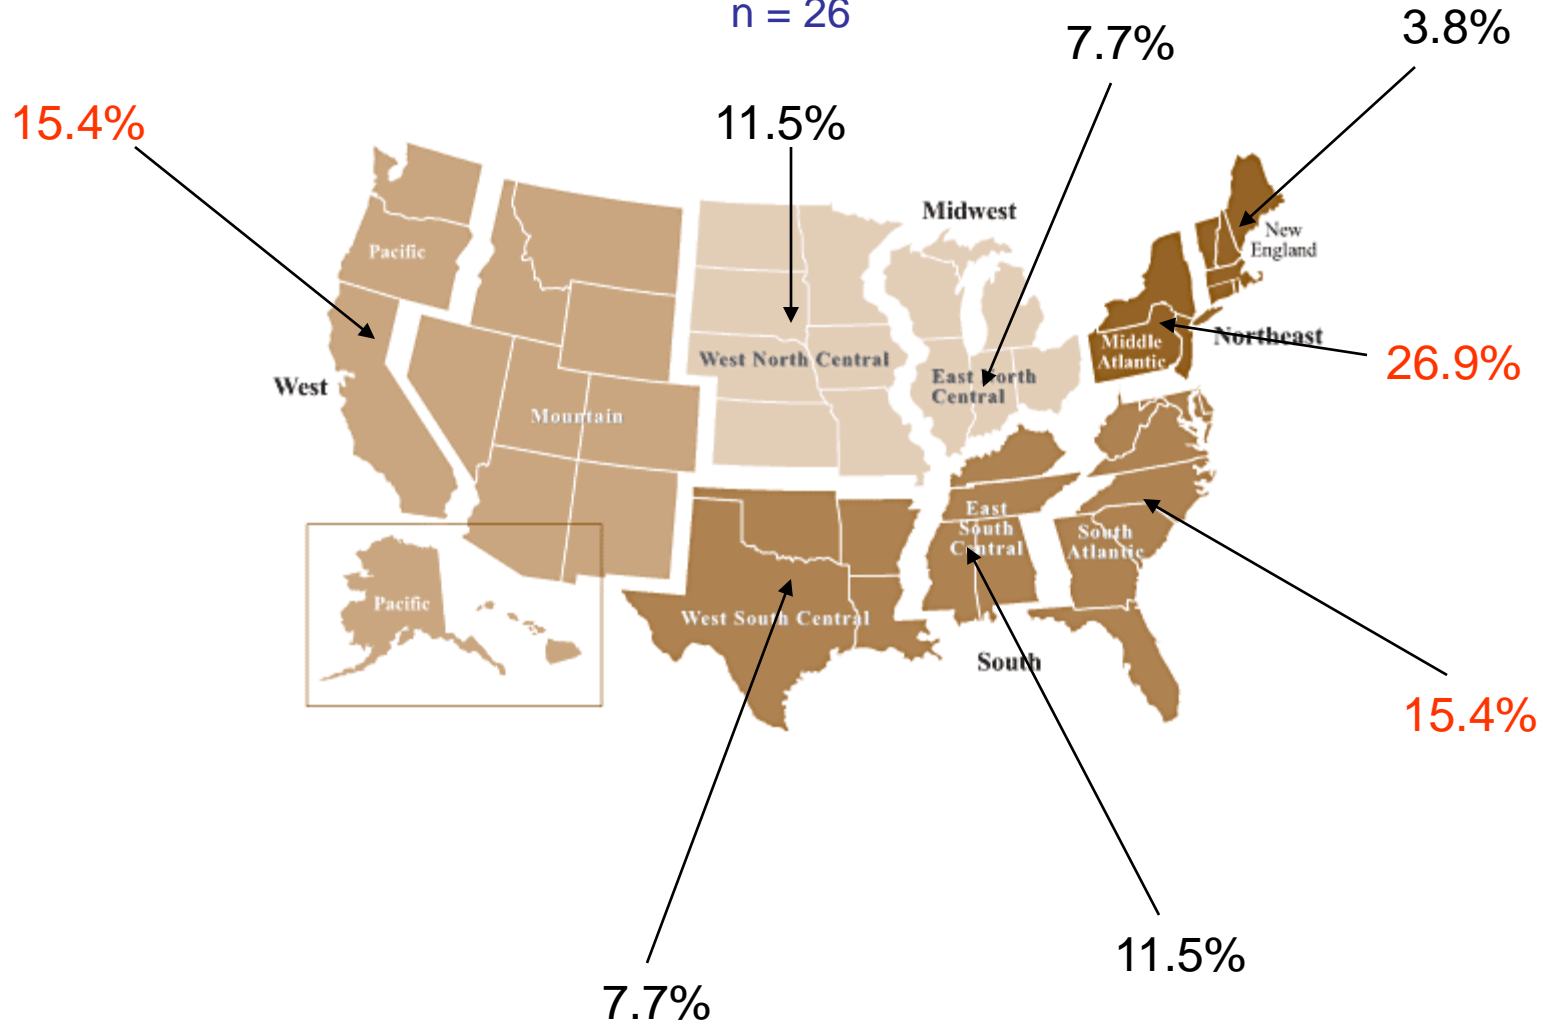 n = 26
7.7%
3.8%
15.4%
11.5%
Midwest
New
England
Pacific
Northeast
Middle
Atlantic
26.9%
West North Central
East North
Central
West
Mountain
East
South
Central
South
Atlantic
Pacific
West South Central
South
15.4%
11.5%
7.7%